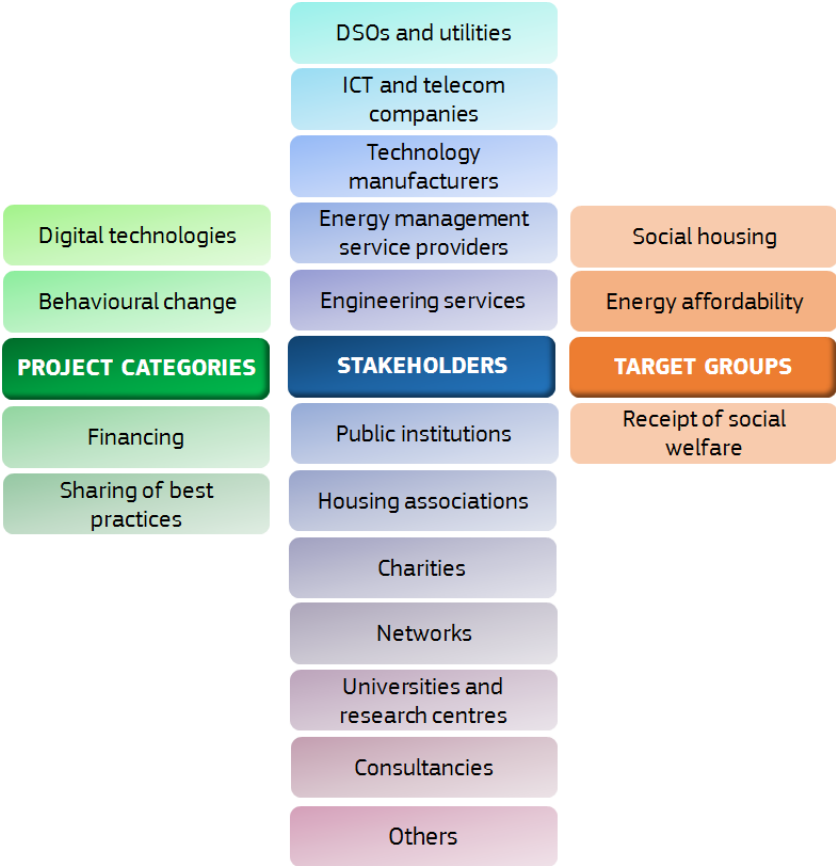 DSOs and utilities
ICT and telecom
companies
Technology
manufacturers
Digital technologies
Energy management
service providers
Social housing
Behavioural change
Engineering services
Energy affordability
PROJECT CATEGORIES
STAKEHOLDERS
TARGET GROUPS
Financing
Public institutions
Receipt of social
welfare
Sharing of best
practices
Housing associations
Charities
Networks
Universities and
research centres
Consultancies
Others